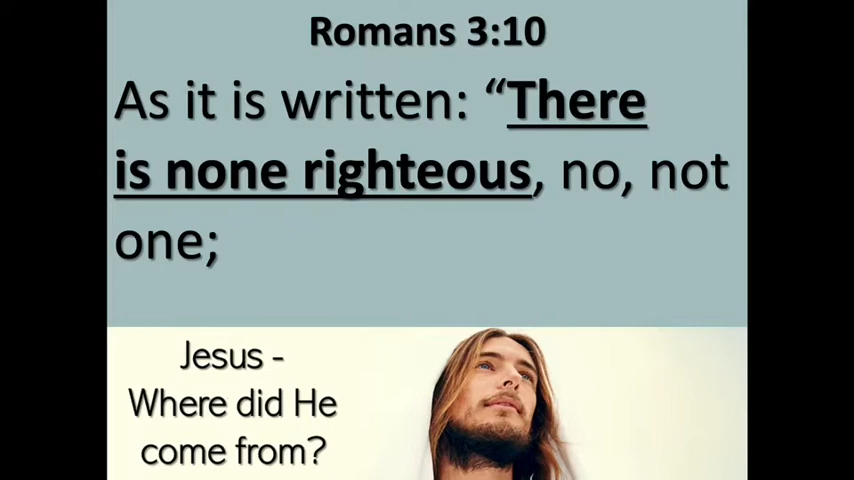 Romans 3:10
As it is written: “There
is none righteous, no, not
one;
Jesus -
Where did He
come from?